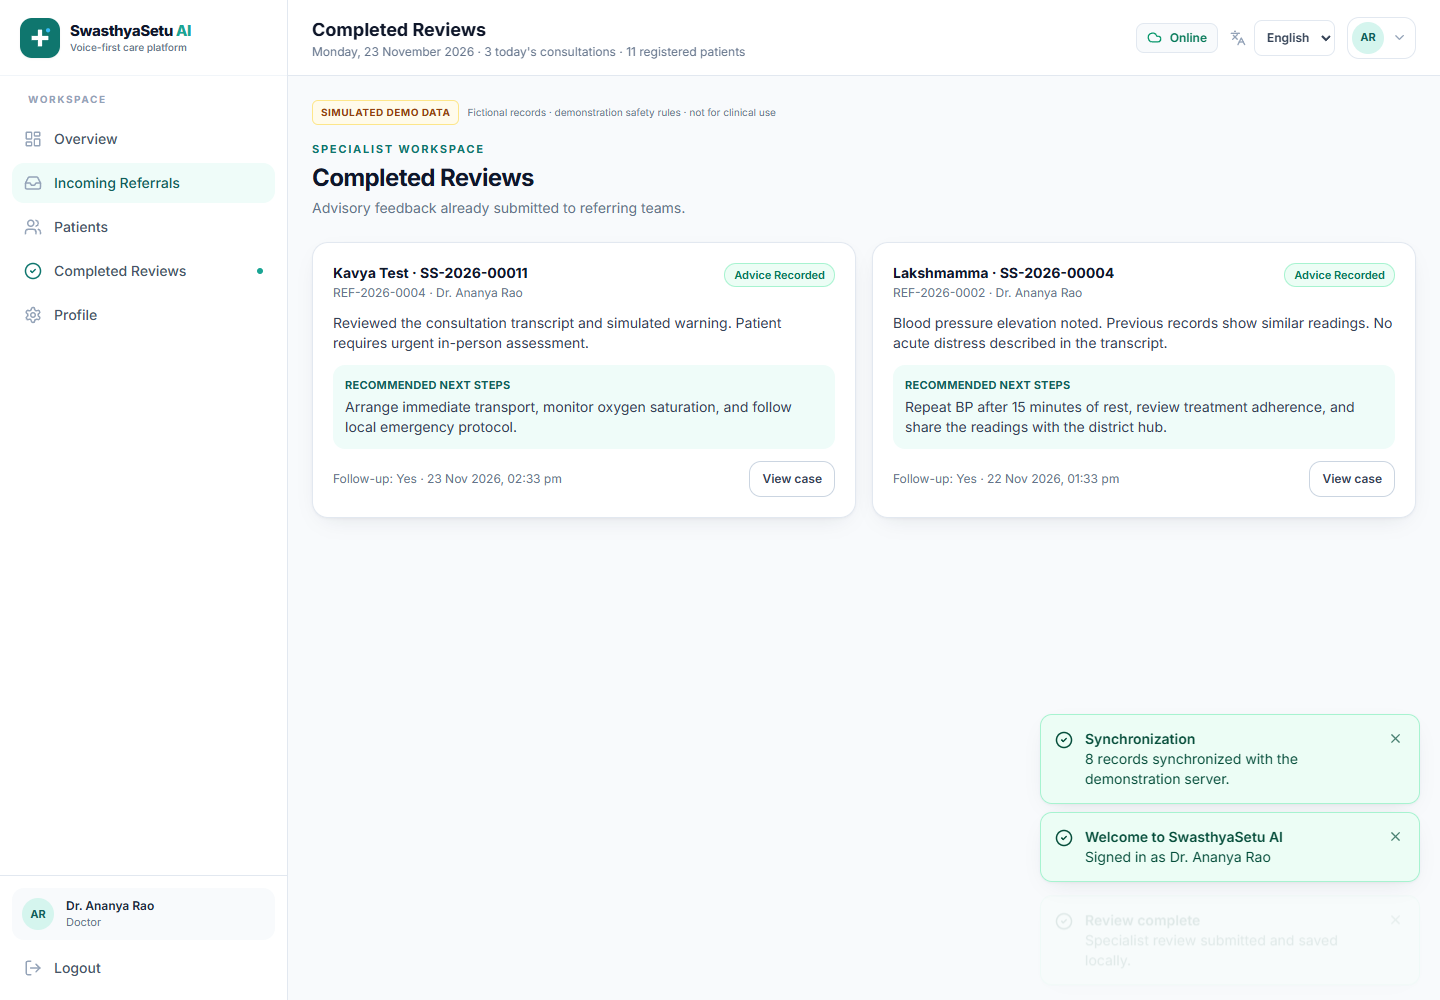 SwasthyaSetu AI
Voice-first care platform
WORKSPACE
Overview
Incoming Referrals
Patients
Completed Reviews
Profile
Dr. Ananya Rao
AR
Doctor
Logout
Completed Reviews
Monday, 23 November 2026 · 3 today's consultations · 11 registered patients
Online
English
AR
SIMULATED DEMO DATA
Fictional records · demonstration safety rules · not for clinical use
SPECIALIST WORKSPACE
Completed Reviews
Advisory feedback already submitted to referring teams.
Kavya Test · SS-2026-00011
Advice Recorded
REF-2026-0004 · Dr. Ananya Rao
Reviewed the consultation transcript and simulated warning. Patient
requires urgent in-person assessment.
RECOMMENDED NEXT STEPS
Arrange immediate transport, monitor oxygen saturation, and follow
local emergency protocol.
Follow-up: Yes · 23 Nov 2026, 02:33 pm
View case
Lakshmamma · SS-2026-00004
Advice Recorded
REF-2026-0002 · Dr. Ananya Rao
Blood pressure elevation noted. Previous records show similar readings. No
acute distress described in the transcript.
RECOMMENDED NEXT STEPS
Repeat BP after 15 minutes of rest, review treatment adherence, and
share the readings with the district hub.
Follow-up: Yes · 22 Nov 2026, 01:33 pm
View case
Synchronization
8 records synchronized with the
demonstration server.
Welcome to SwasthyaSetu AI
Signed in as Dr. Ananya Rao
Review complete
Specialist review submitted and saved
locally.